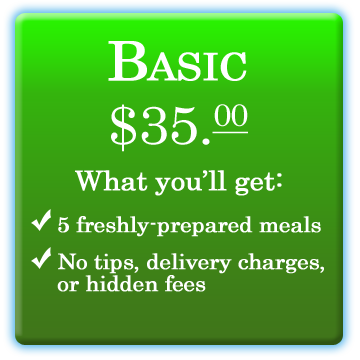 BASIC
$35.00
What you'll get:
✓ 5 freshly-prepared meals
✓ No tips, delivery charges,
or hidden fees